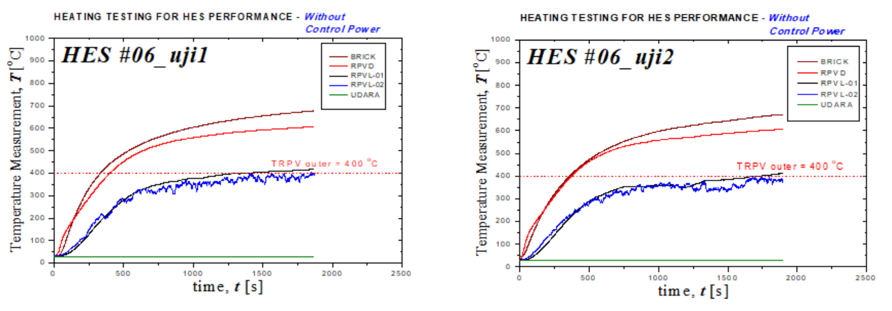 HEATING TESTING FOR HES PERFORMANCE - Without
Control Power
HES #06_uji1
BRICK
RPVD
RPVL-01
RPVL-02
UDARA
TRPV outer = 400 °C
Temperature Measurement, T[°C]
1000
900
800
700
600
500
400
300
200
100
0
0
500
1000
1500
2000
2500
time, t [s]
HEATING TESTING FOR HES PERFORMANCE - Without
Control Power
HES #06_uji2
BRICK
RPVD
RPVL-01
RPVL-02
UDARA
TRPV outer = 400 °C
Temperature Measurement, T[°C]
1000
900
800
700
600
500
400
300
200
100
0
0
500
1000
1500
2000
2500
time, t [s]